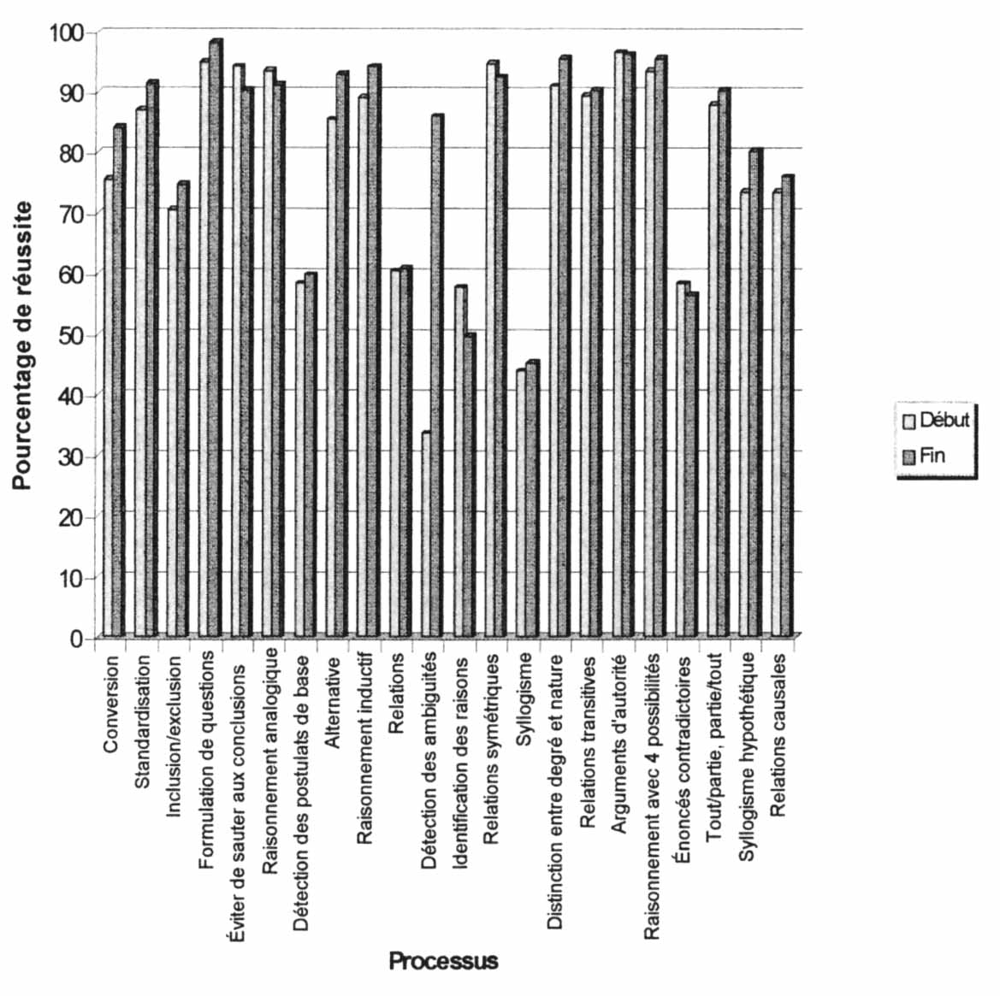 100
90
80
70
60
50
40
30
20
10
0
Pourcentage de réussite
Conversion
Standardisation
Inclusion/exclusion
Formulation de questions
Éviter de sauter aux conclusions
Raisonnement analogique
Détection des postulats de base
Alternative
Raisonnement inductif
Relations
Détection des ambiguités
Identification des raisons
Relations symétriques
Syllogisme
Distinction entre degré et nature
Relations transitives
Arguments d'autorité
Raisonnement avec 4 possibilités
Énoncés contradictoires
Tout/partie, partie/tout
Syllogisme hypothétique
Relations causales
Processus
Début
Fin